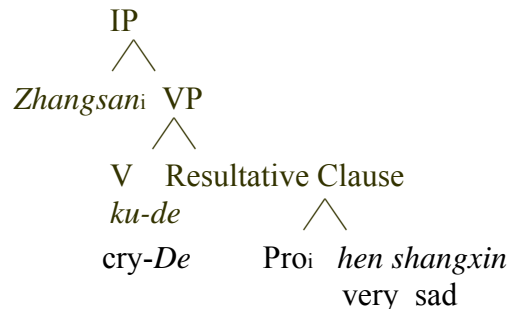 IP
Zhangsani VP
V Resultative Clause
ku-de
cry-De Proi hen shangxin
very sad